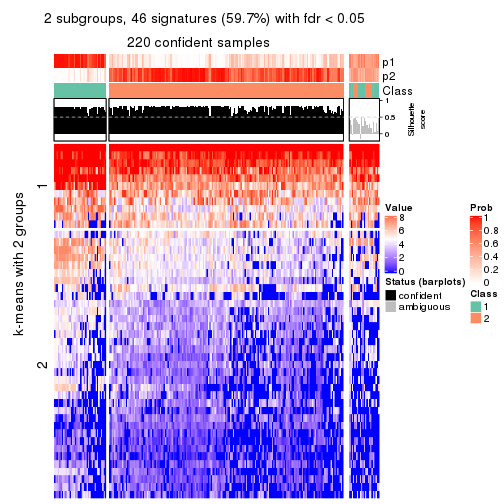 2 subgroups, 46 signatures (59.7%) with fdr < 0.05
220 confident samples
p1
p2
Class
1
0.5
0
Silhouette
score
k-means with 2 groups
1
2
Value
8
6
4
2
0
Status (barplots)
confident
ambiguous
Prob
1
0.8
0.6
0.4
0.2
0
Class
1
2